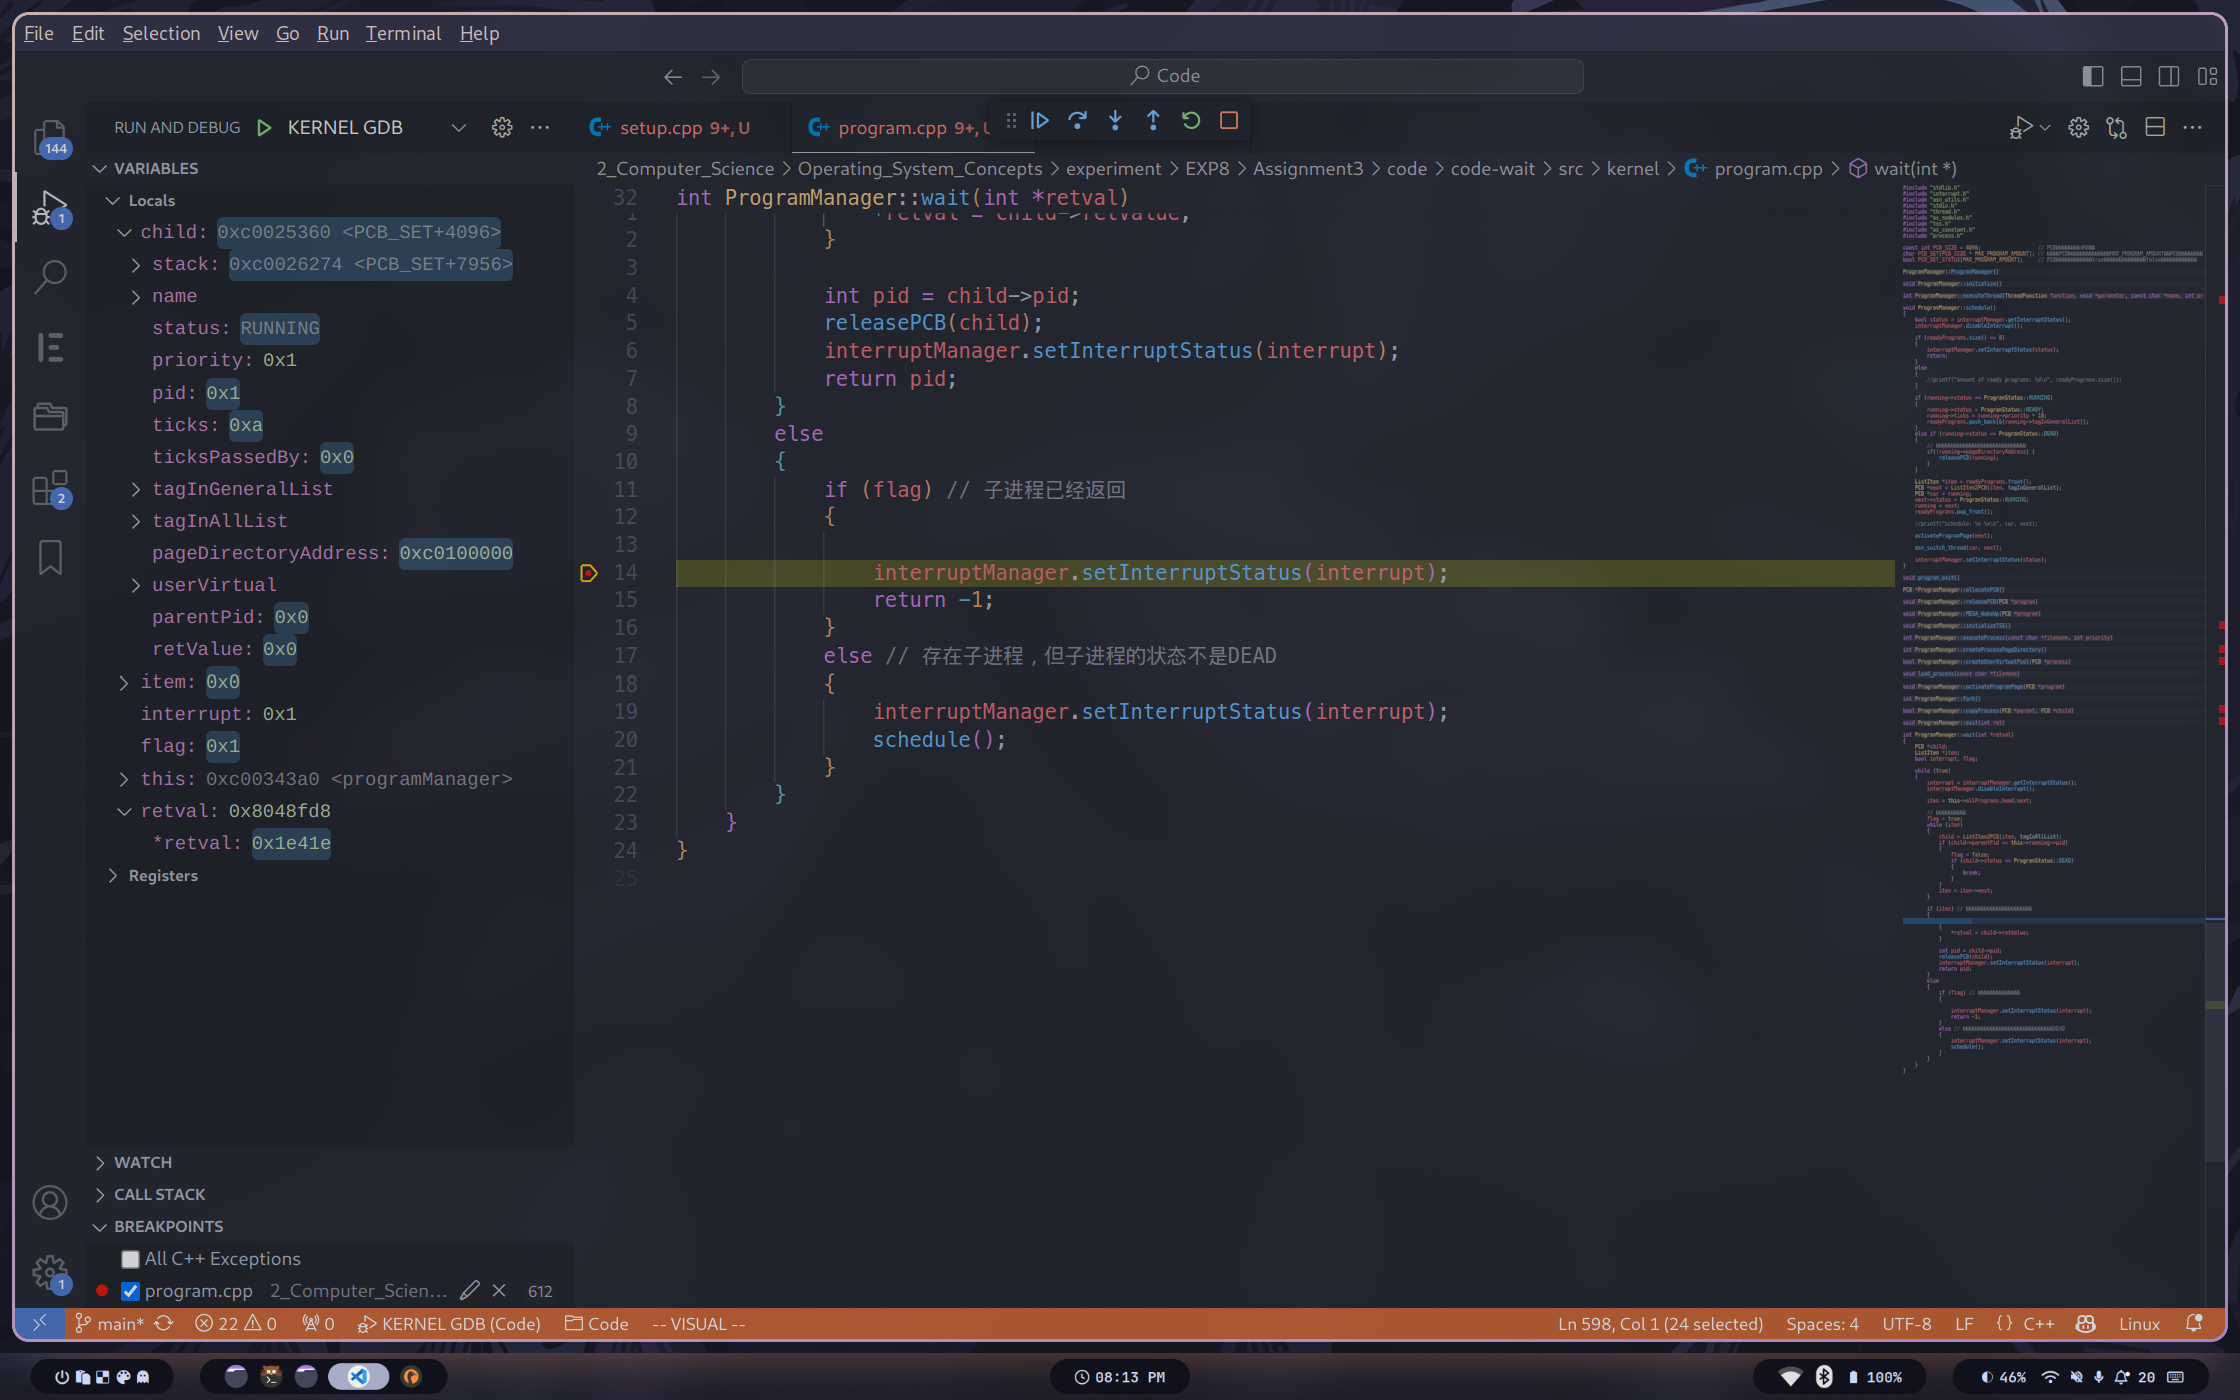 File Edit Selection View Go Run Terminal Help
Code
144
RUN AND DEBUG KERNEL GDB
setup.cpp 9+, U
program.cpp 9+, U
2_Computer_Science > Operating_System_Concepts > experiment > EXP8 > Assignment3 > code > code-wait > src > kernel > program.cpp > wait(int *)
VARIABLES
Locals
child: 0xc0025360 <PCB_SET+4096>
stack: 0xc0026274 <PCB_SET+7956>
name
status: RUNNING
priority: 0x1
pid: 0x1
ticks: 0xa
ticksPassedBy: 0x0
tagInGeneralList
tagInAllList
pageDirectoryAddress: 0xc0100000
userVirtual
parentPid: 0x0
retValue: 0x0
item: 0x0
interrupt: 0x1
flag: 0x1
this: 0xc00343a0 <programManager>
retval: 0x8048fd8
*retval: 0x1e41e
Registers
1
2
32 int ProgramManager::wait(int *retval)
1 *retval = child->retValue;
2 }
3
4 int pid = child->pid;
5 releasePCB(child);
6 interruptManager.setInterruptStatus(interrupt);
7 return pid;
8 }
9 else
10 {
11 if (flag) // 子进程已经返回
12 {
13
14 interruptManager.setInterruptStatus(interrupt);
15 return -1;
16 }
17 else // 存在子进程，但子进程的状态不是DEAD
18 {
19 interruptManager.setInterruptStatus(interrupt);
20 schedule();
21 }
22 }
23 }
24 }
25
WATCH
CALL STACK
BREAKPOINTS
All C++ Exceptions
program.cpp 2_Computer_Scien... 612
1
main* 22 0 0 KERNEL GDB (Code) Code -- VISUAL --
Ln 598, Col 1 (24 selected) Spaces: 4 UTF-8 LF {} C++ Linux
08:13 PM
100%
46% 20